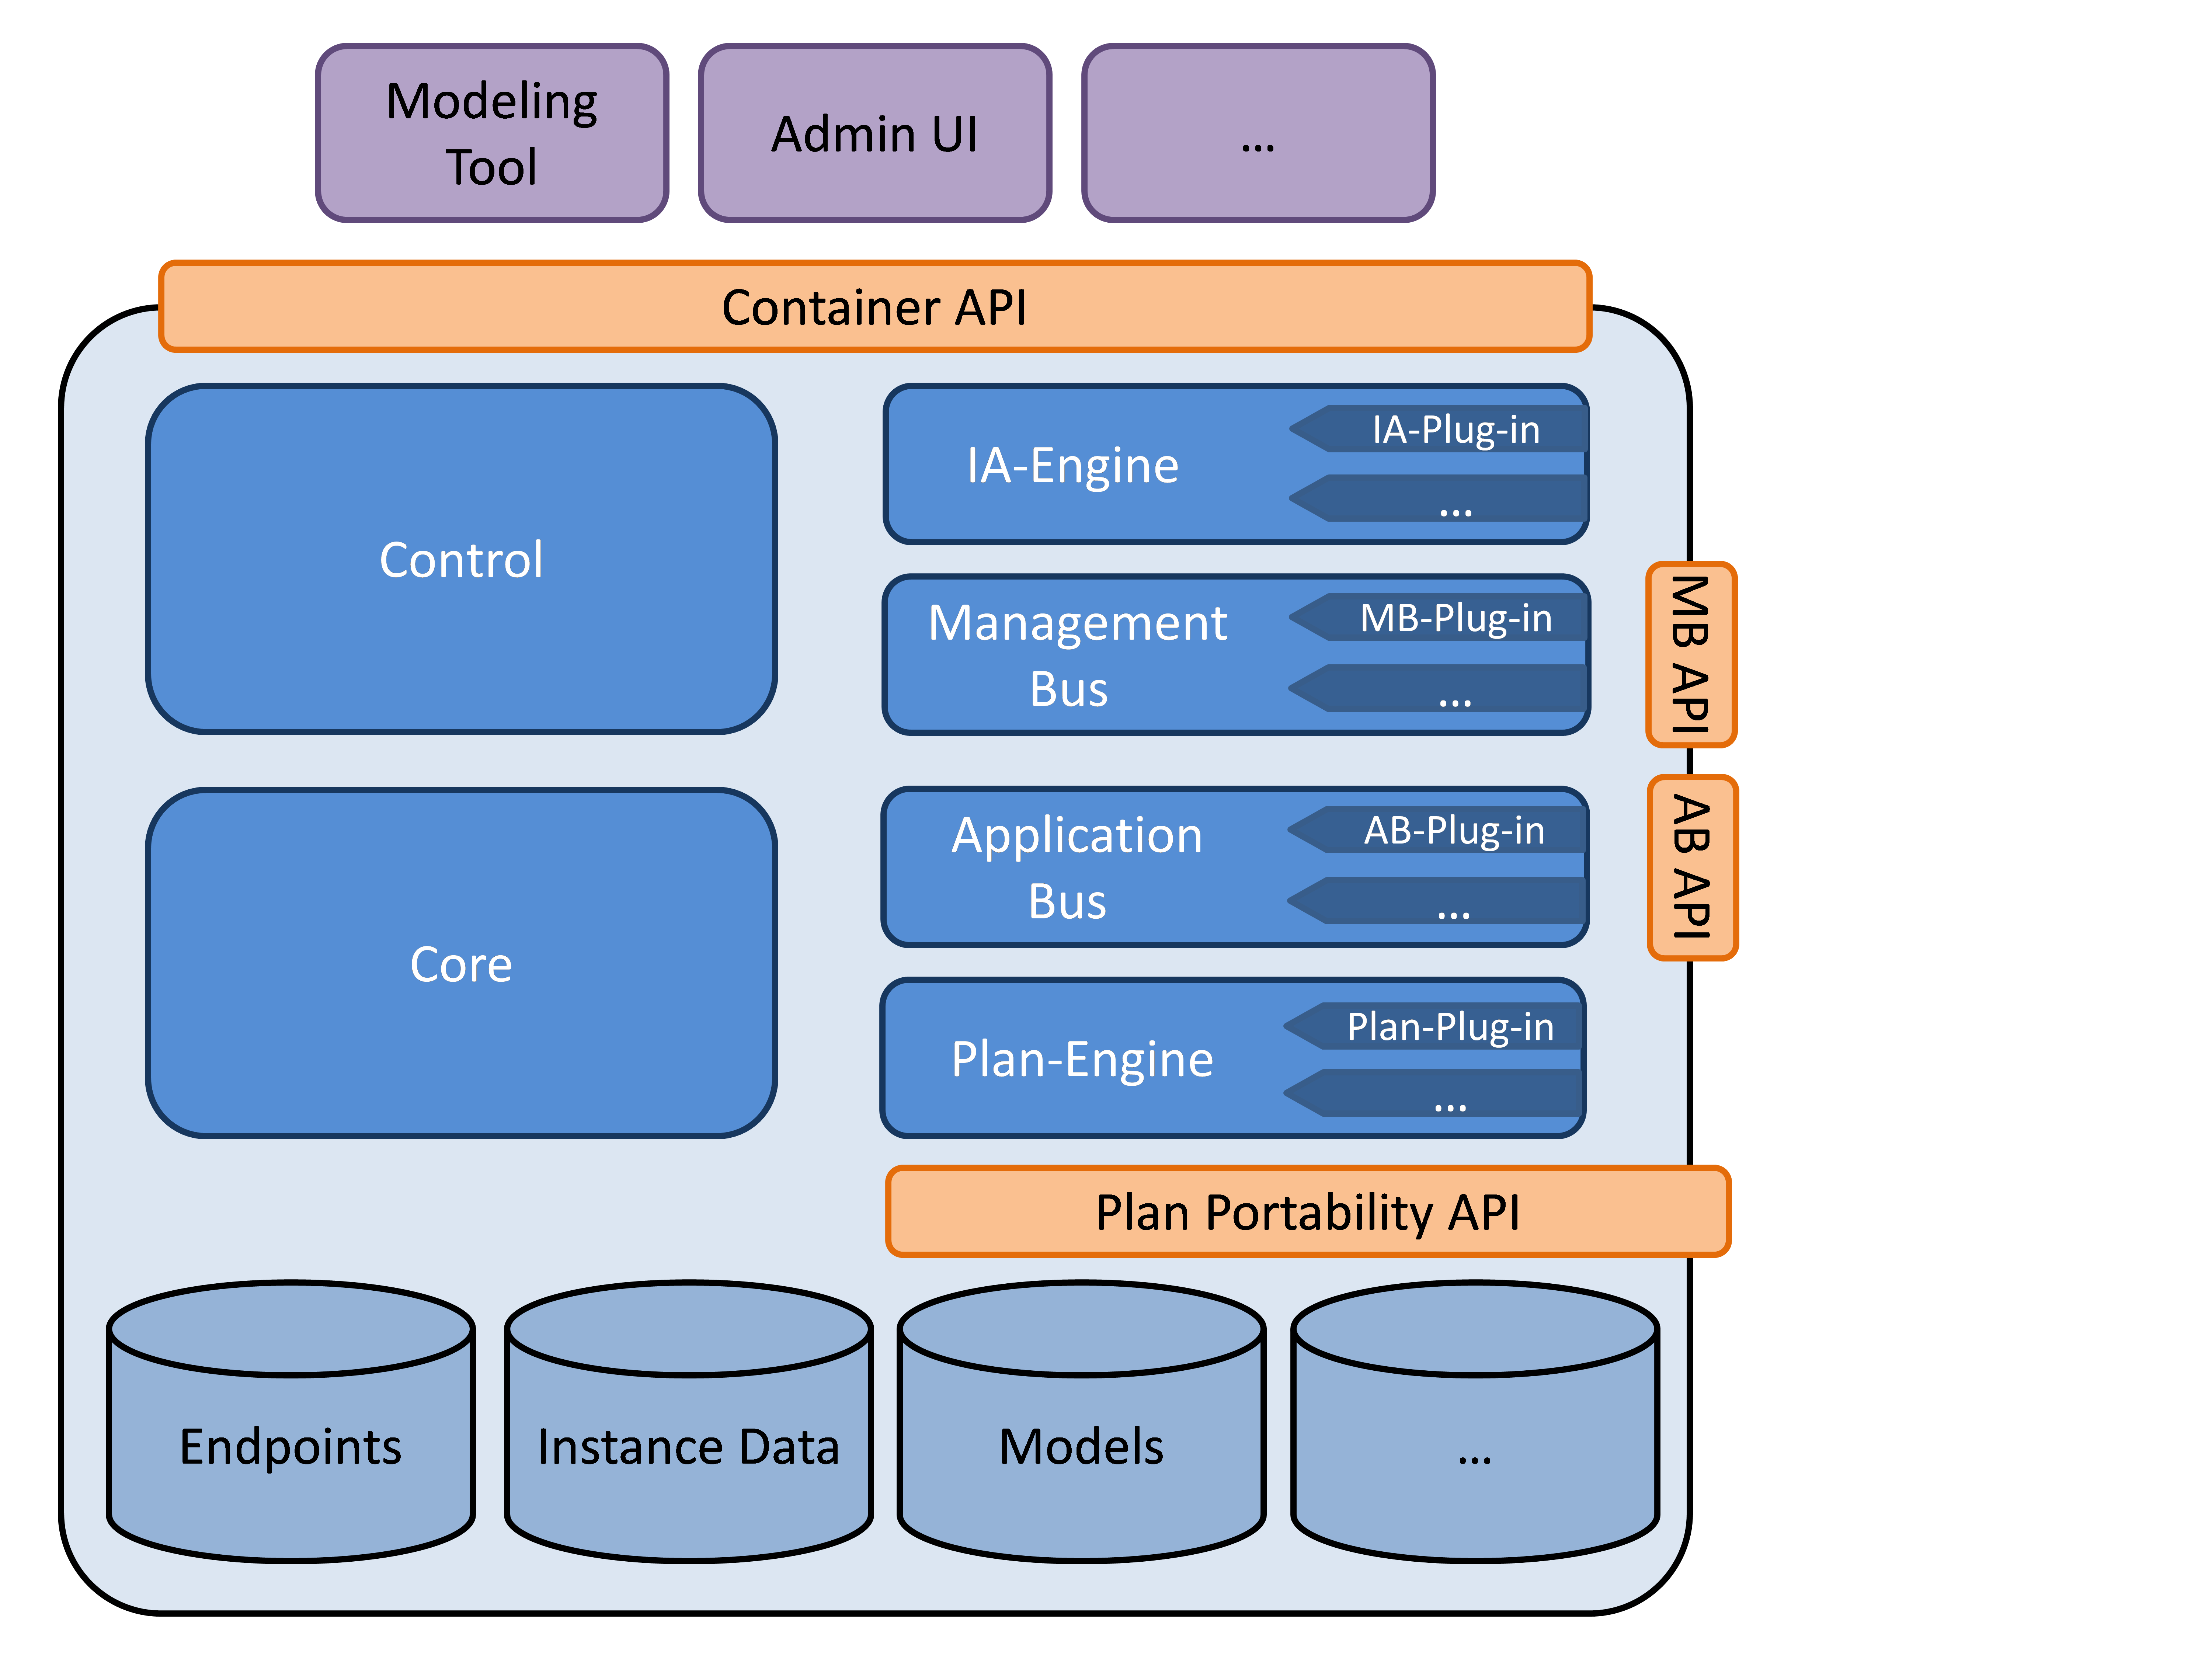 Modeling
Tool
Admin UI
...
Container API
Control
IA-Engine
IA-Plug-in
...
Management
Bus
MB-Plug-in
...
MB API
Core
Application
Bus
AB-Plug-in
...
AB API
Plan-Engine
Plan-Plug-in
...
Plan Portability API
Endpoints
Instance Data
Models
...